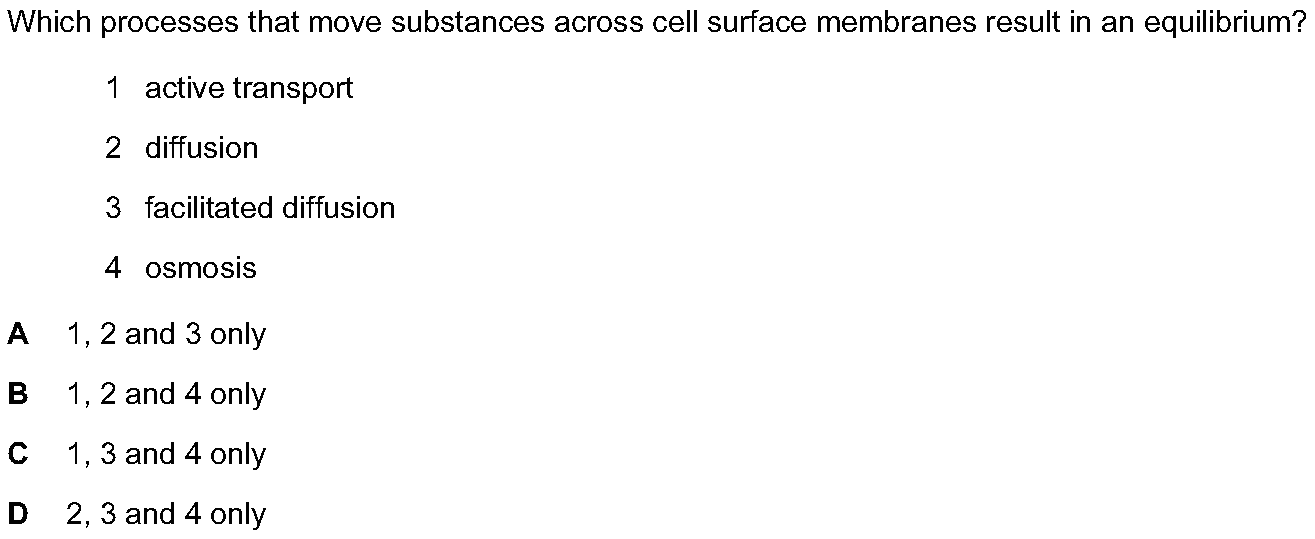 Which processes that move substances across cell surface membranes result in an equilibrium?
1 active transport
2 diffusion
3 facilitated diffusion
4 osmosis
A 1, 2 and 3 only
B 1, 2 and 4 only
C 1, 3 and 4 only
D 2, 3 and 4 only